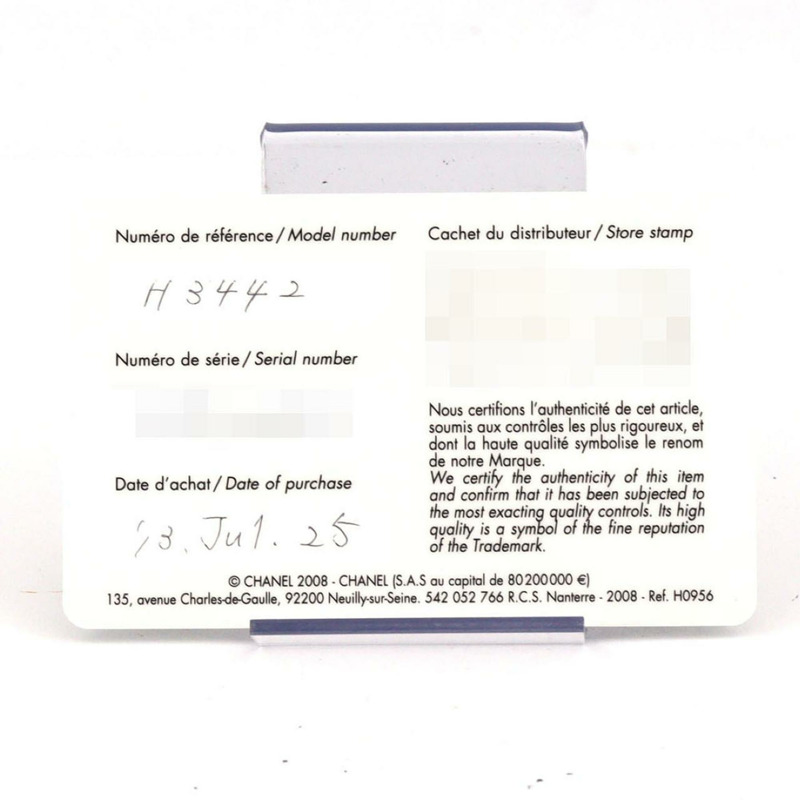 Numéro de référence / Model number
H3442
Numéro de série / Serial number
Date d'achat / Date of purchase
'13. Jul. 25
Cachet du distributeur / Store stamp
Nous certifions l'authenticité de cet article,
soumis aux contrôles les plus rigoureux, et
dont la haute qualité symbolise le renom
de notre Marque.
We certify the authenticity of this item
and confirm that it has been subjected to
the most exacting quality controls. Its high
quality is a symbol of the fine reputation
of the Trademark.
© CHANEL 2008 - CHANEL (S.A.S au capital de 80 200 000 €)
135, avenue Charles-de-Gaulle, 92200 Neuilly-sur-Seine. 542 052 766 R.C.S. Nanterre - 2008 - Ref. H0956